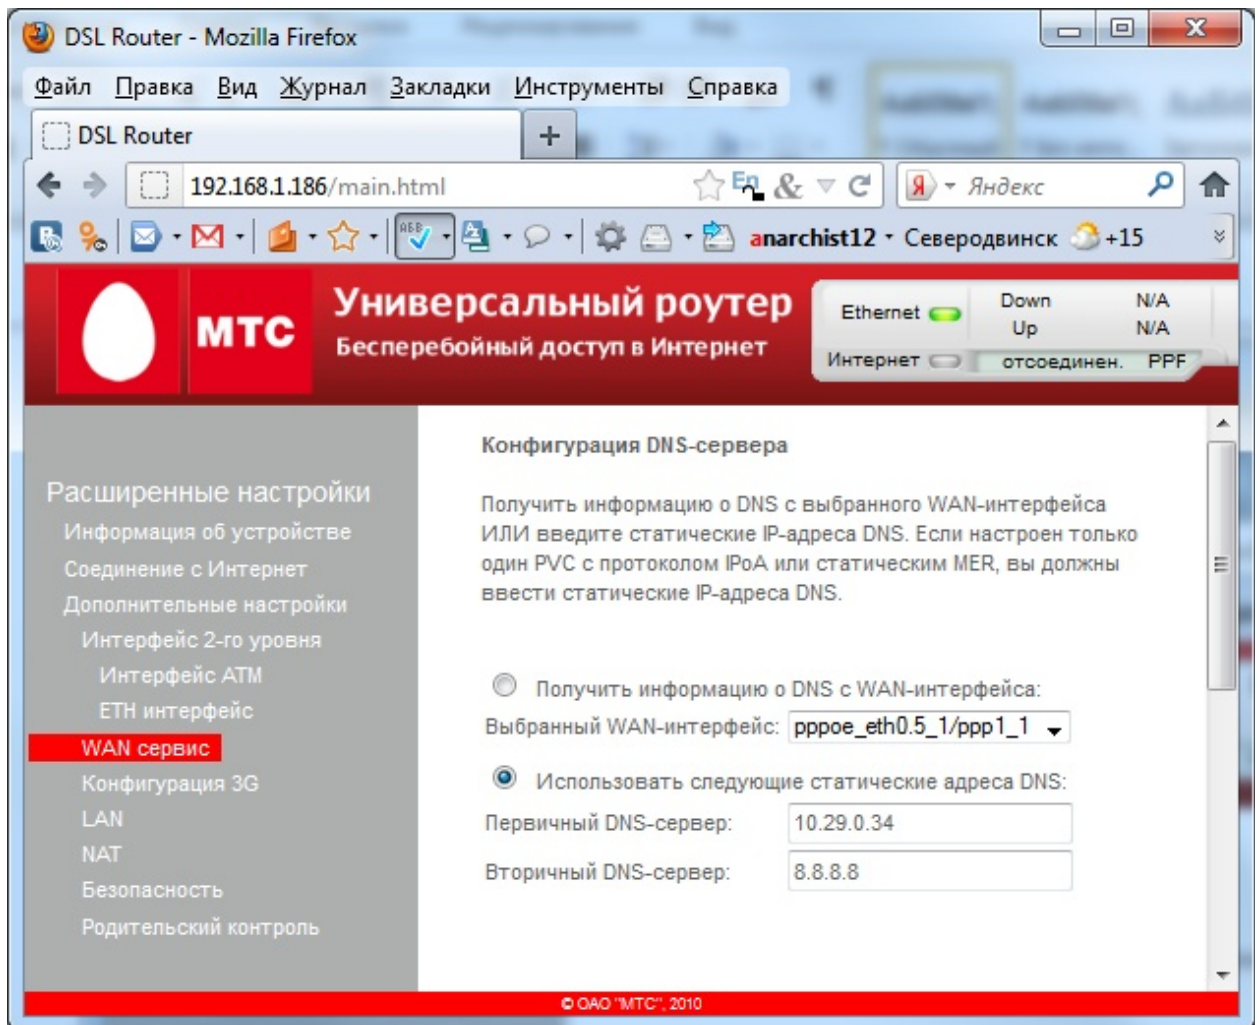 DSL Router - Mozilla Firefox
Файл Правка Вид Журнал Закладки Инструменты Справка
DSL Router
192.168.1.186/main.html
Яндекс
anarchist12 Северодвинск +15
МТС
Универсальный роутер
Бесперебойный доступ в Интернет
Ethernet Down N/A
Up N/A
Интернет отсоединен. PPF
Расширенные настройки
Информация об устройстве
Соединение с Интернет
Дополнительные настройки
Интерфейс 2-го уровня
Интерфейс ATM
ETH интерфейс
WAN сервис
Конфигурация 3G
LAN
NAT
Безопасность
Родительский контроль
Конфигурация DNS-сервера
Получить информацию о DNS с выбранного WAN-интерфейса
ИЛИ введите статические IP-адреса DNS. Если настроен только
один PVC с протоколом IPoA или статическим MER, вы должны
ввести статические IP-адреса DNS.
Получить информацию о DNS с WAN-интерфейса:
Выбранный WAN-интерфейс: pppoe_eth0.5_1/ppp1_1
Использовать следующие статические адреса DNS:
Первичный DNS-сервер: 10.29.0.34
Вторичный DNS-сервер: 8.8.8.8
© ОАО "МТС", 2010